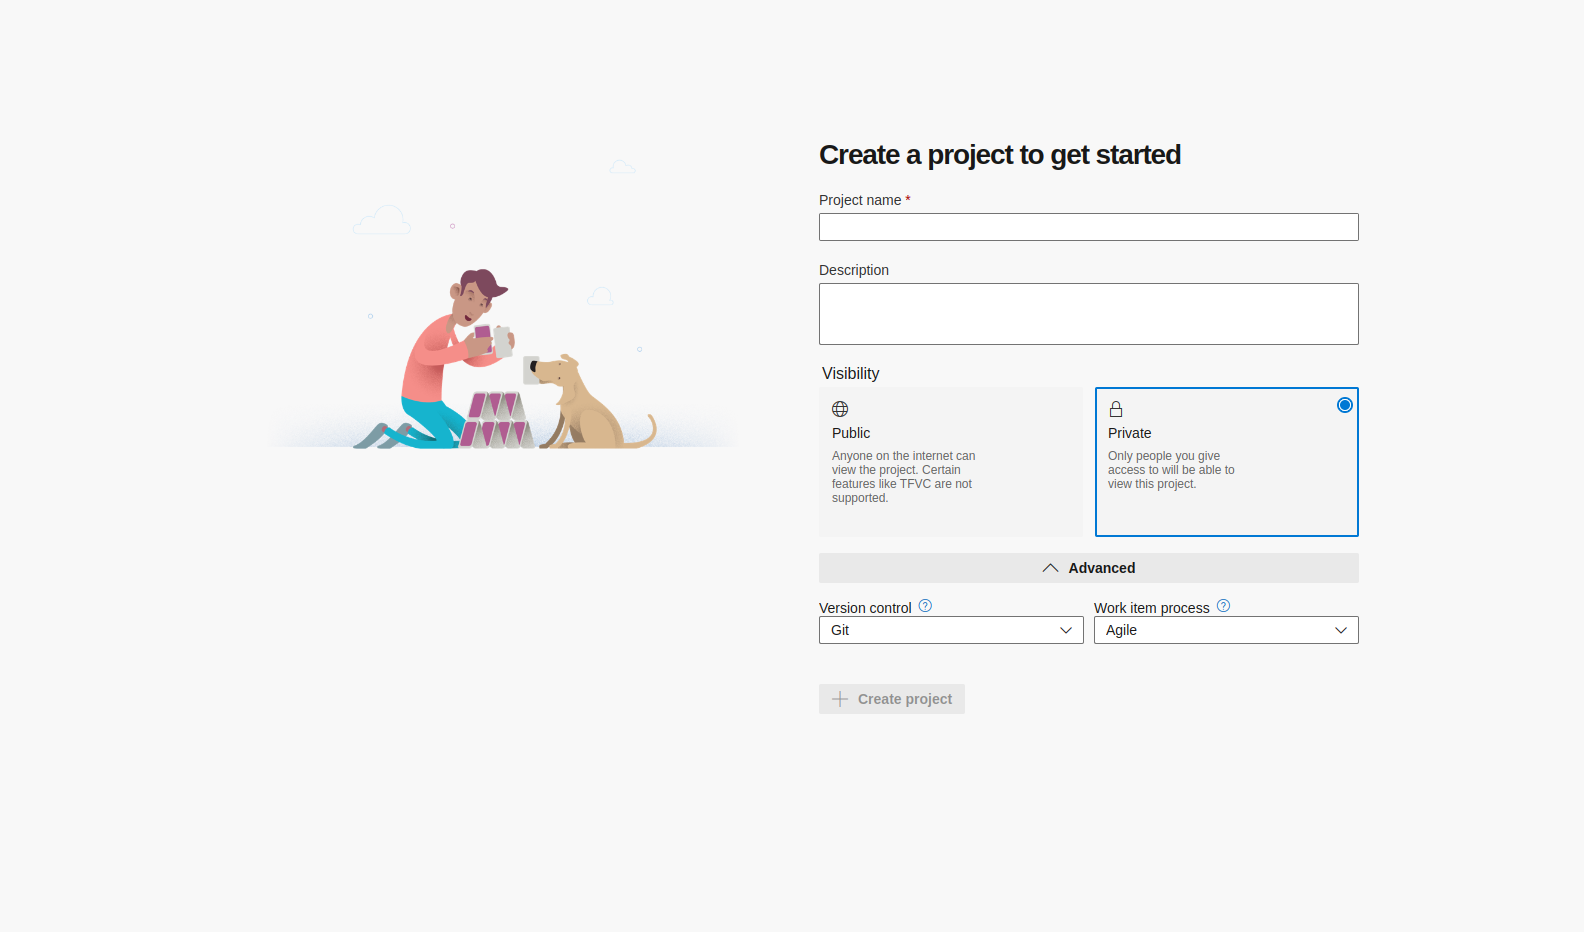 Create a project to get started
Project name *
Description
Visibility
Public
Anyone on the internet can
view the project. Certain
features like TFVC are not
supported.
Private
Only people you give
access to will be able to
view this project.
Advanced
Version control ?
Git
Work item process ?
Agile
Create project